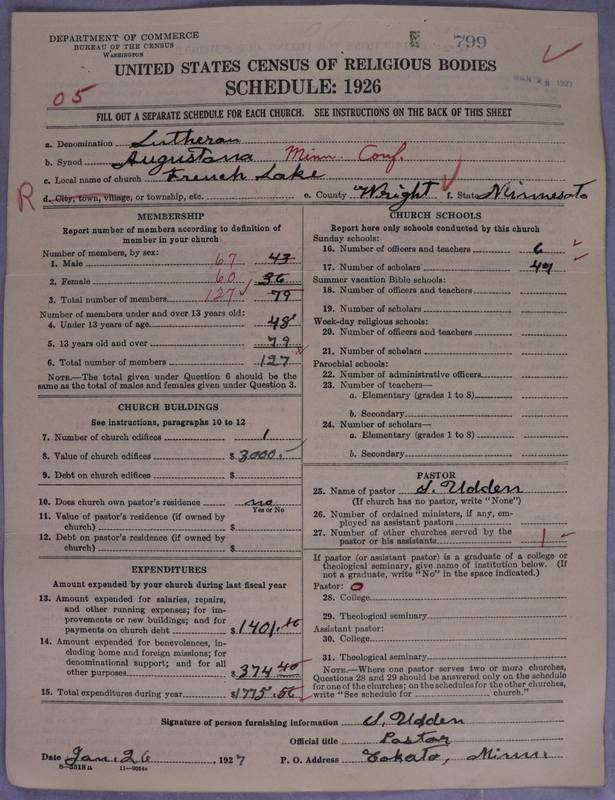 DEPARTMENT OF COMMERCE
BUREAU OF THE CENSUS
WASHINGTON
E 799
UNITED STATES CENSUS OF RELIGIOUS BODIES
SCHEDULE: 1926
05
FILL OUT A SEPARATE SCHEDULE FOR EACH CHURCH. SEE INSTRUCTIONS ON THE BACK OF THIS SHEET
a. Denomination Lutheran
b. Synod Augustana Minn. Conf.
c. Local name of church French Lake
R d. City, town, village, or township, etc. e. County Wright f. State Minnesota
MEMBERSHIP
Report number of members according to definition of
member in your church
Number of members, by sex:
1. Male 67 43
2. Female 60 36
3. Total number of members 127 79
Number of members under and over 13 years old:
4. Under 13 years of age 48
5. 13 years old and over 79
6. Total number of members 127
NOTE.—The total given under Question 6 should be
same as the total of males and females given under Question 3.
CHURCH BUILDINGS
See instructions, paragraphs 10 to 12
7. Number of church edifices 1
8. Value of church edifices $ 3000.-
9. Debt on church edifices $
10. Does church own pastor's residence no
Yes or No
11. Value of pastor's residence (if owned by
church) $
12. Debt on pastor's residence (if owned by
church) $
EXPENDITURES
Amount expended by your church during last fiscal year
13. Amount expended for salaries, repairs,
and other running expenses; for im-
provements or new buildings; and for
payments on church debt $ 1401.16
14. Amount expended for benevolences, in-
cluding home and foreign missions; for
denominational support; and for all
other purposes $ 374 40
15. Total expenditures during year $ 1775.56
CHURCH SCHOOLS
Report here only schools conducted by this church
Sunday schools:
16. Number of officers and teachers 6
17. Number of scholars 49
Summer vacation Bible schools:
18. Number of officers and teachers
19. Number of scholars
Week-day religious schools:
20. Number of officers and teachers
21. Number of scholars
Parochial schools:
22. Number of administrative officers
23. Number of teachers—
a. Elementary (grades 1 to 8)
b. Secondary
24. Number of scholars—
a. Elementary (grades 1 to 8)
b. Secondary
PASTOR
25. Name of pastor J. Udden
(If church has no pastor, write "None")
26. Number of ordained ministers, if any, em-
ployed as assistant pastors
27. Number of other churches served by the
pastor or his assistants 1
If pastor (or assistant pastor) is a graduate of a college or
theological seminary, give name of institution below. (If
not a graduate, write "No" in the space indicated.)
Pastor: 0
28. College
29. Theological seminary
Assistant pastor:
30. College
31. Theological seminary
NOTE.—Where one pastor serves two or more churches,
Questions 28 and 29 should be answered only on the schedule
for one of the churches; on the schedules for the other churches,
write "See schedule for church."
Signature of person furnishing information J. Udden
Official title Pastor
Date Jan. 26, 1927 P. O. Address Cokato, Minn.
8—5518a 11—9054a